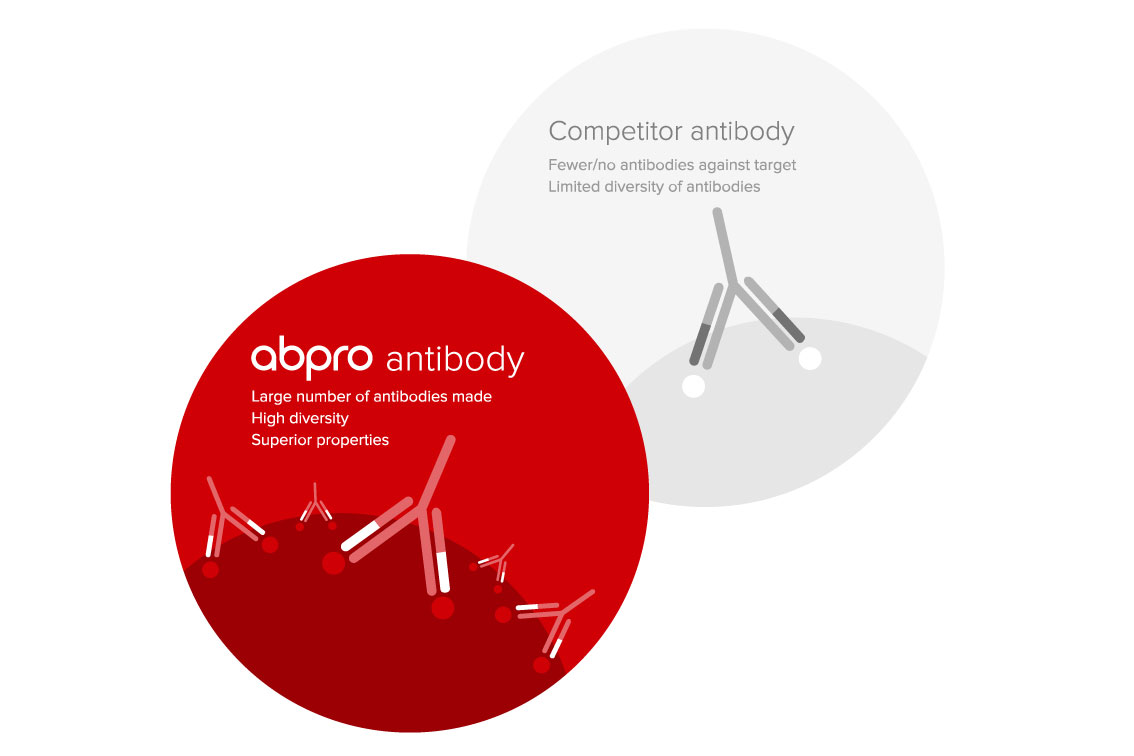 Competitor antibody
Fewer/no antibodies against target
Limited diversity of antibodies
abpro antibody
Large number of antibodies made
High diversity
Superior properties